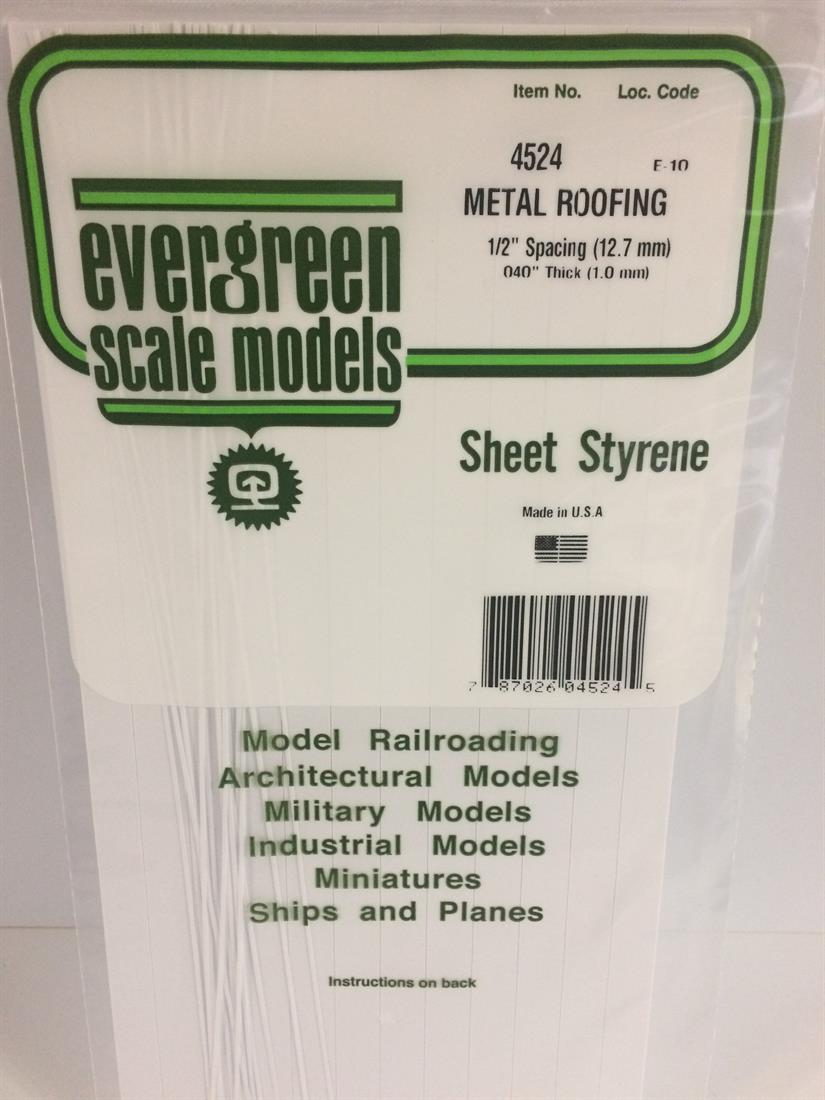 Item No. Loc. Code
4524 E-10
METAL ROOFING
1/2" Spacing (12.7 mm)
040" Thick (1.0 mm)
evergreen
scale models
Sheet Styrene
Made in U.S.A
7 87026 04524 5
Model Railroading
Architectural Models
Military Models
Industrial Models
Miniatures
Ships and Planes
Instructions on back